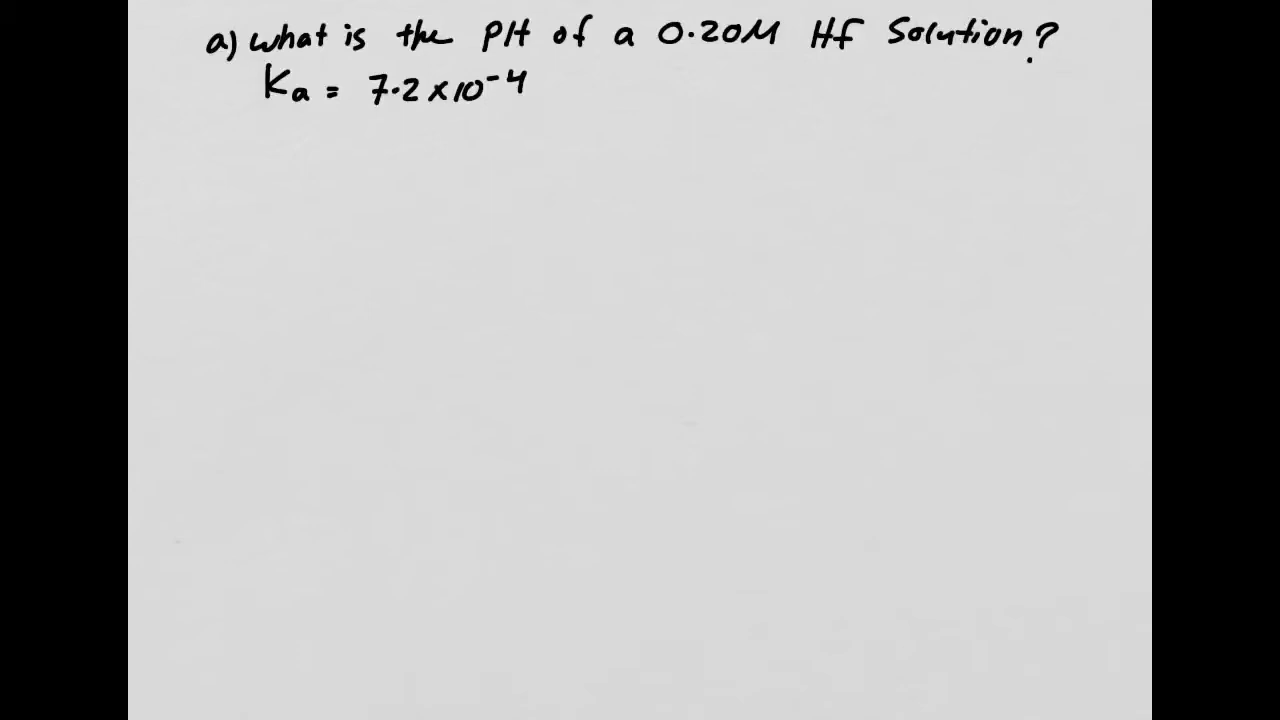 a) what is the PH of a 0.20M Hf Solution?
Ka = 7.2 x 10^-4